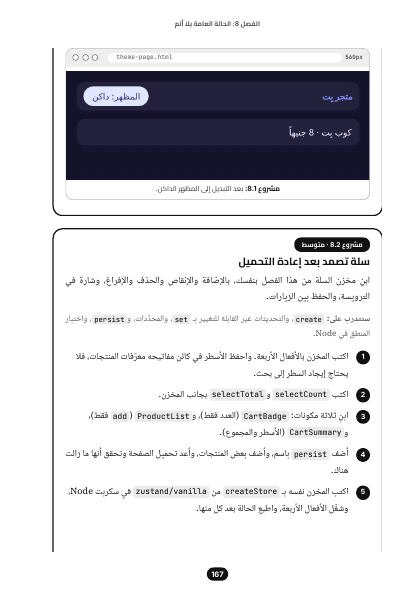 الفصل 8: الحالة العامة بلا ألم
theme-page.html
560px
متجر بِت
المظهر: داكن
كوب بِت · 8 جنيهاً
مشروع 8.1: بعد التبديل إلى المظهر الداكن.
مشروع 8.2 · متوسط
سلة تصمد بعد إعادة التحميل
ابنِ مخزن السلة من هذا الفصل بنفسك، بالإضافة والإنقاص والحذف والإفراغ، وشارة في
الترويسة، والحفظ بين الزيارات.
ستتدرب على: create، والتحديثات غير القابلة للتغيير بـ set، والمحدّدات، و persist، واختبار
المنطق في Node.
1 اكتب المخزن بالأفعال الأربعة. واحفظ الأسطر في كائن مفاتيحه معرّفات المنتجات، فلا
يحتاج إيجاد السطر إلى بحث.
2 اكتب selectCount و selectTotal بجانب المخزن.
3 ابنِ ثلاثة مكونات: CartBadge (العدد فقط)، و ProductList ( add فقط)،
و CartSummary (الأسطر والمجموع).
4 أضف persist باسم، وأضف بعض المنتجات، وأعد تحميل الصفحة وتحقق أنها ما زالت
هناك.
5 اكتب المخزن نفسه بـ createStore من zustand/vanilla في سكربت Node،
وشغّل الأفعال الأربعة، واطبع الحالة بعد كل منها.
167